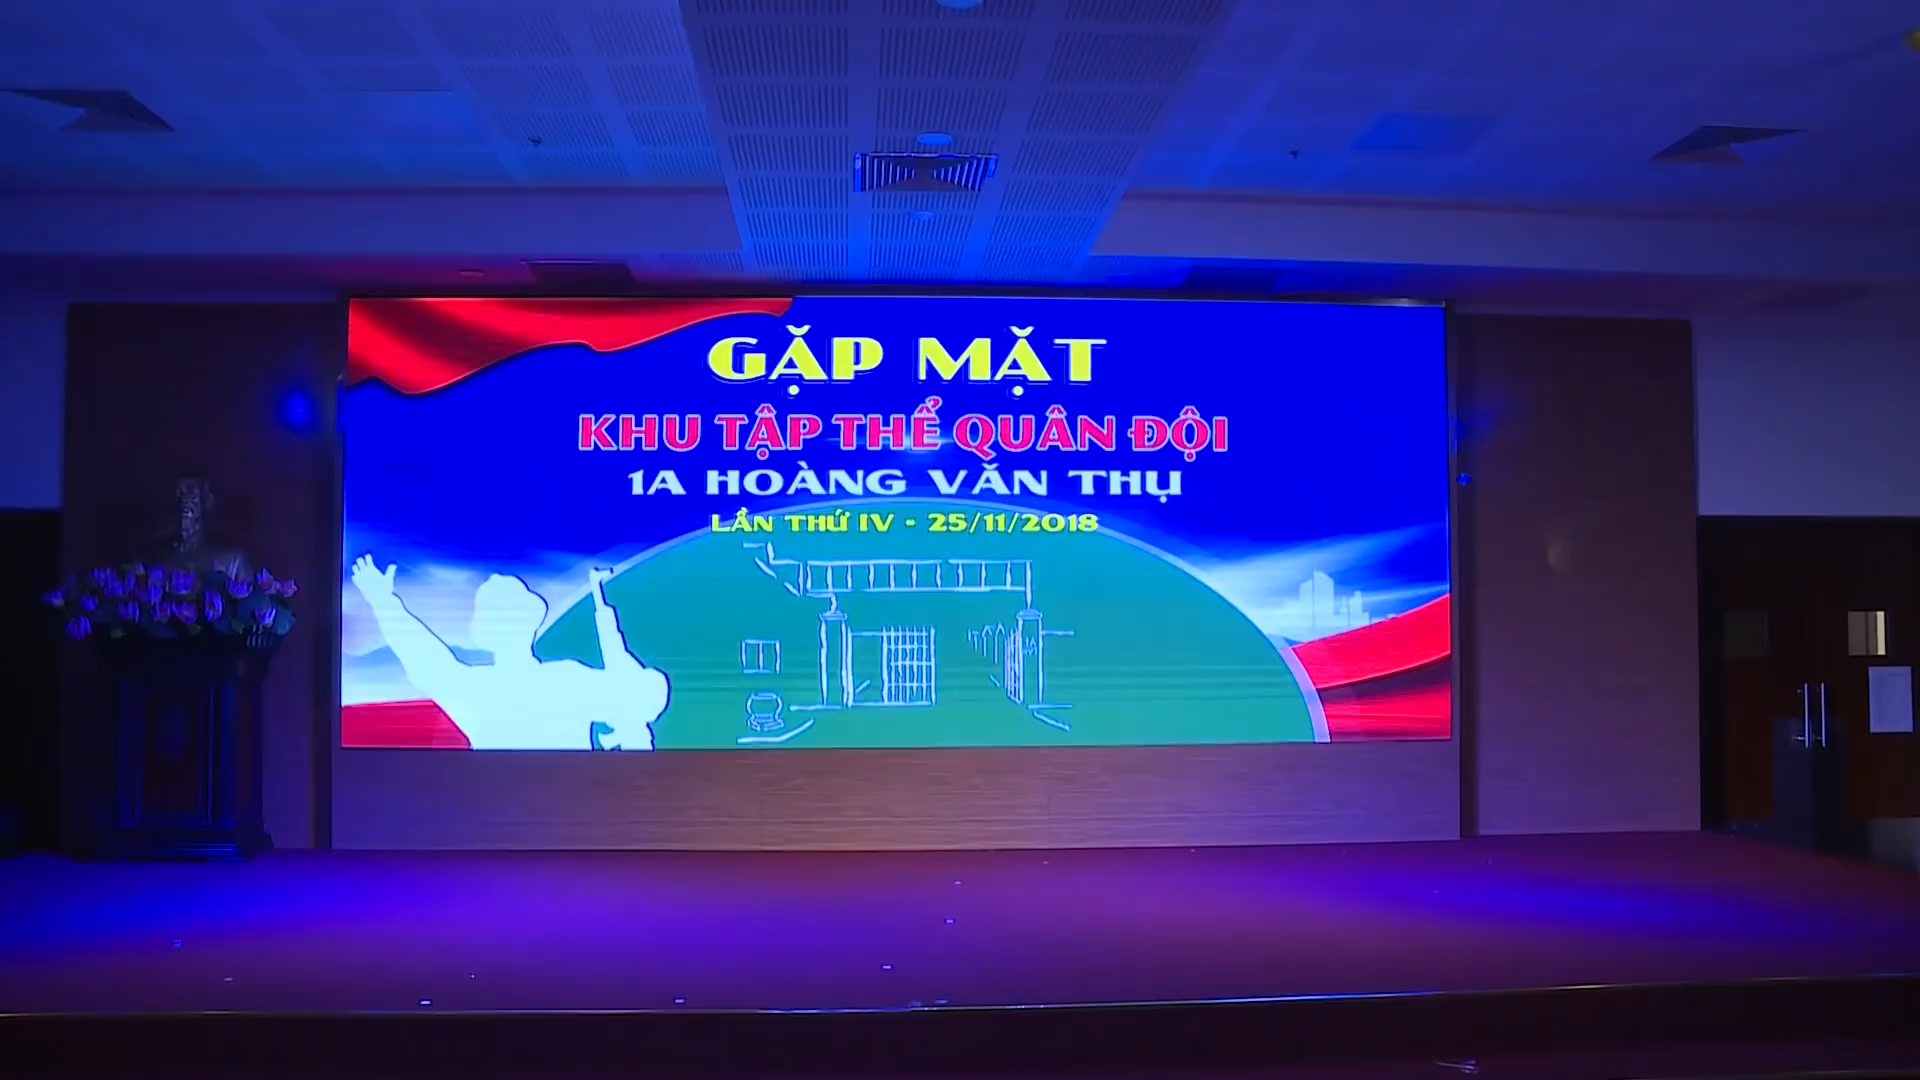 GẶP MẶT
KHU TẬP THỂ QUÂN ĐỘI
1A HOÀNG VĂN THỤ
LẦN THỨ IV - 25/11/2018